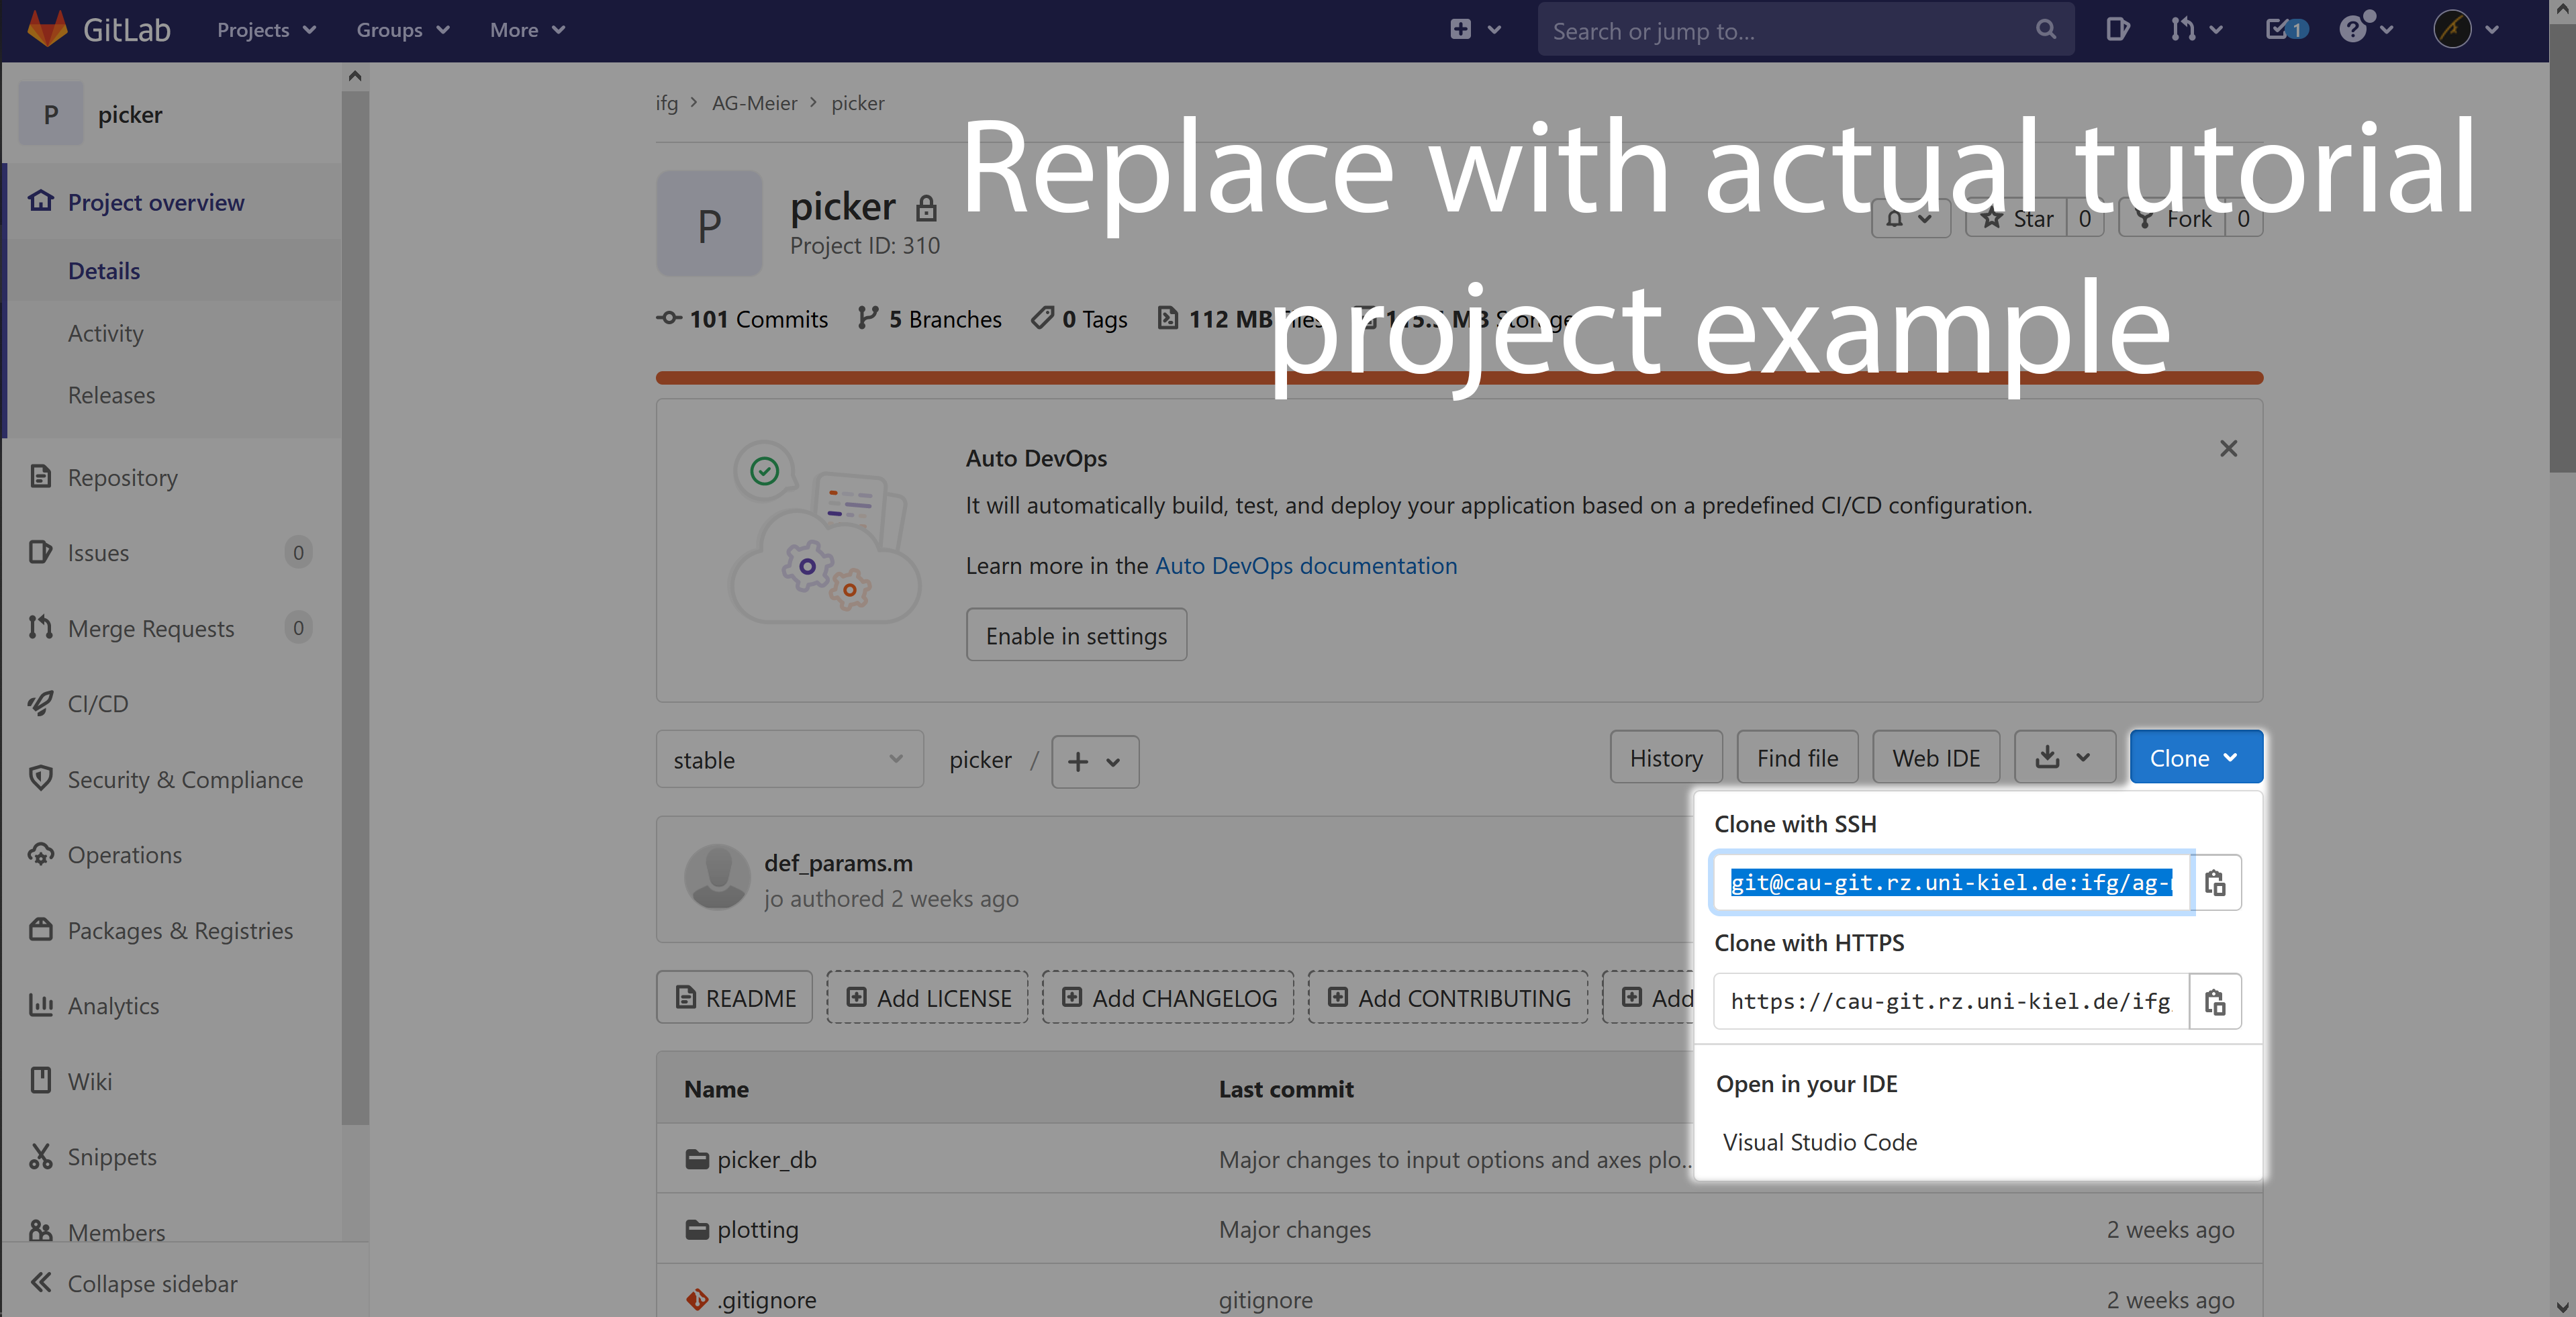 GitLab Projects Groups More Search or jump to... 1
P picker
Project overview
Details
Activity
Releases
Repository
Issues 0
Merge Requests 0
CI/CD
Security & Compliance
Operations
Packages & Registries
Analytics
Wiki
Snippets
Members
Collapse sidebar
ifg > AG-Meier > picker
Replace with actual tutorial
project example
P picker
Project ID: 310
Star 0 Fork 0
101 Commits 5 Branches 0 Tags 112 MB
Auto DevOps
It will automatically build, test, and deploy your application based on a predefined CI/CD configuration.
Learn more in the Auto DevOps documentation
Enable in settings
stable picker / + History Find file Web IDE Clone
def_params.m
jo authored 2 weeks ago
Clone with SSH
git@cau-git.rz.uni-kiel.de:ifg/ag-
Clone with HTTPS
https://cau-git.rz.uni-kiel.de/ifg
Open in your IDE
Visual Studio Code
README Add LICENSE Add CHANGELOG Add CONTRIBUTING Add
Name Last commit
picker_db Major changes to input options and axes plo...
plotting Major changes 2 weeks ago
.gitignore gitignore 2 weeks ago